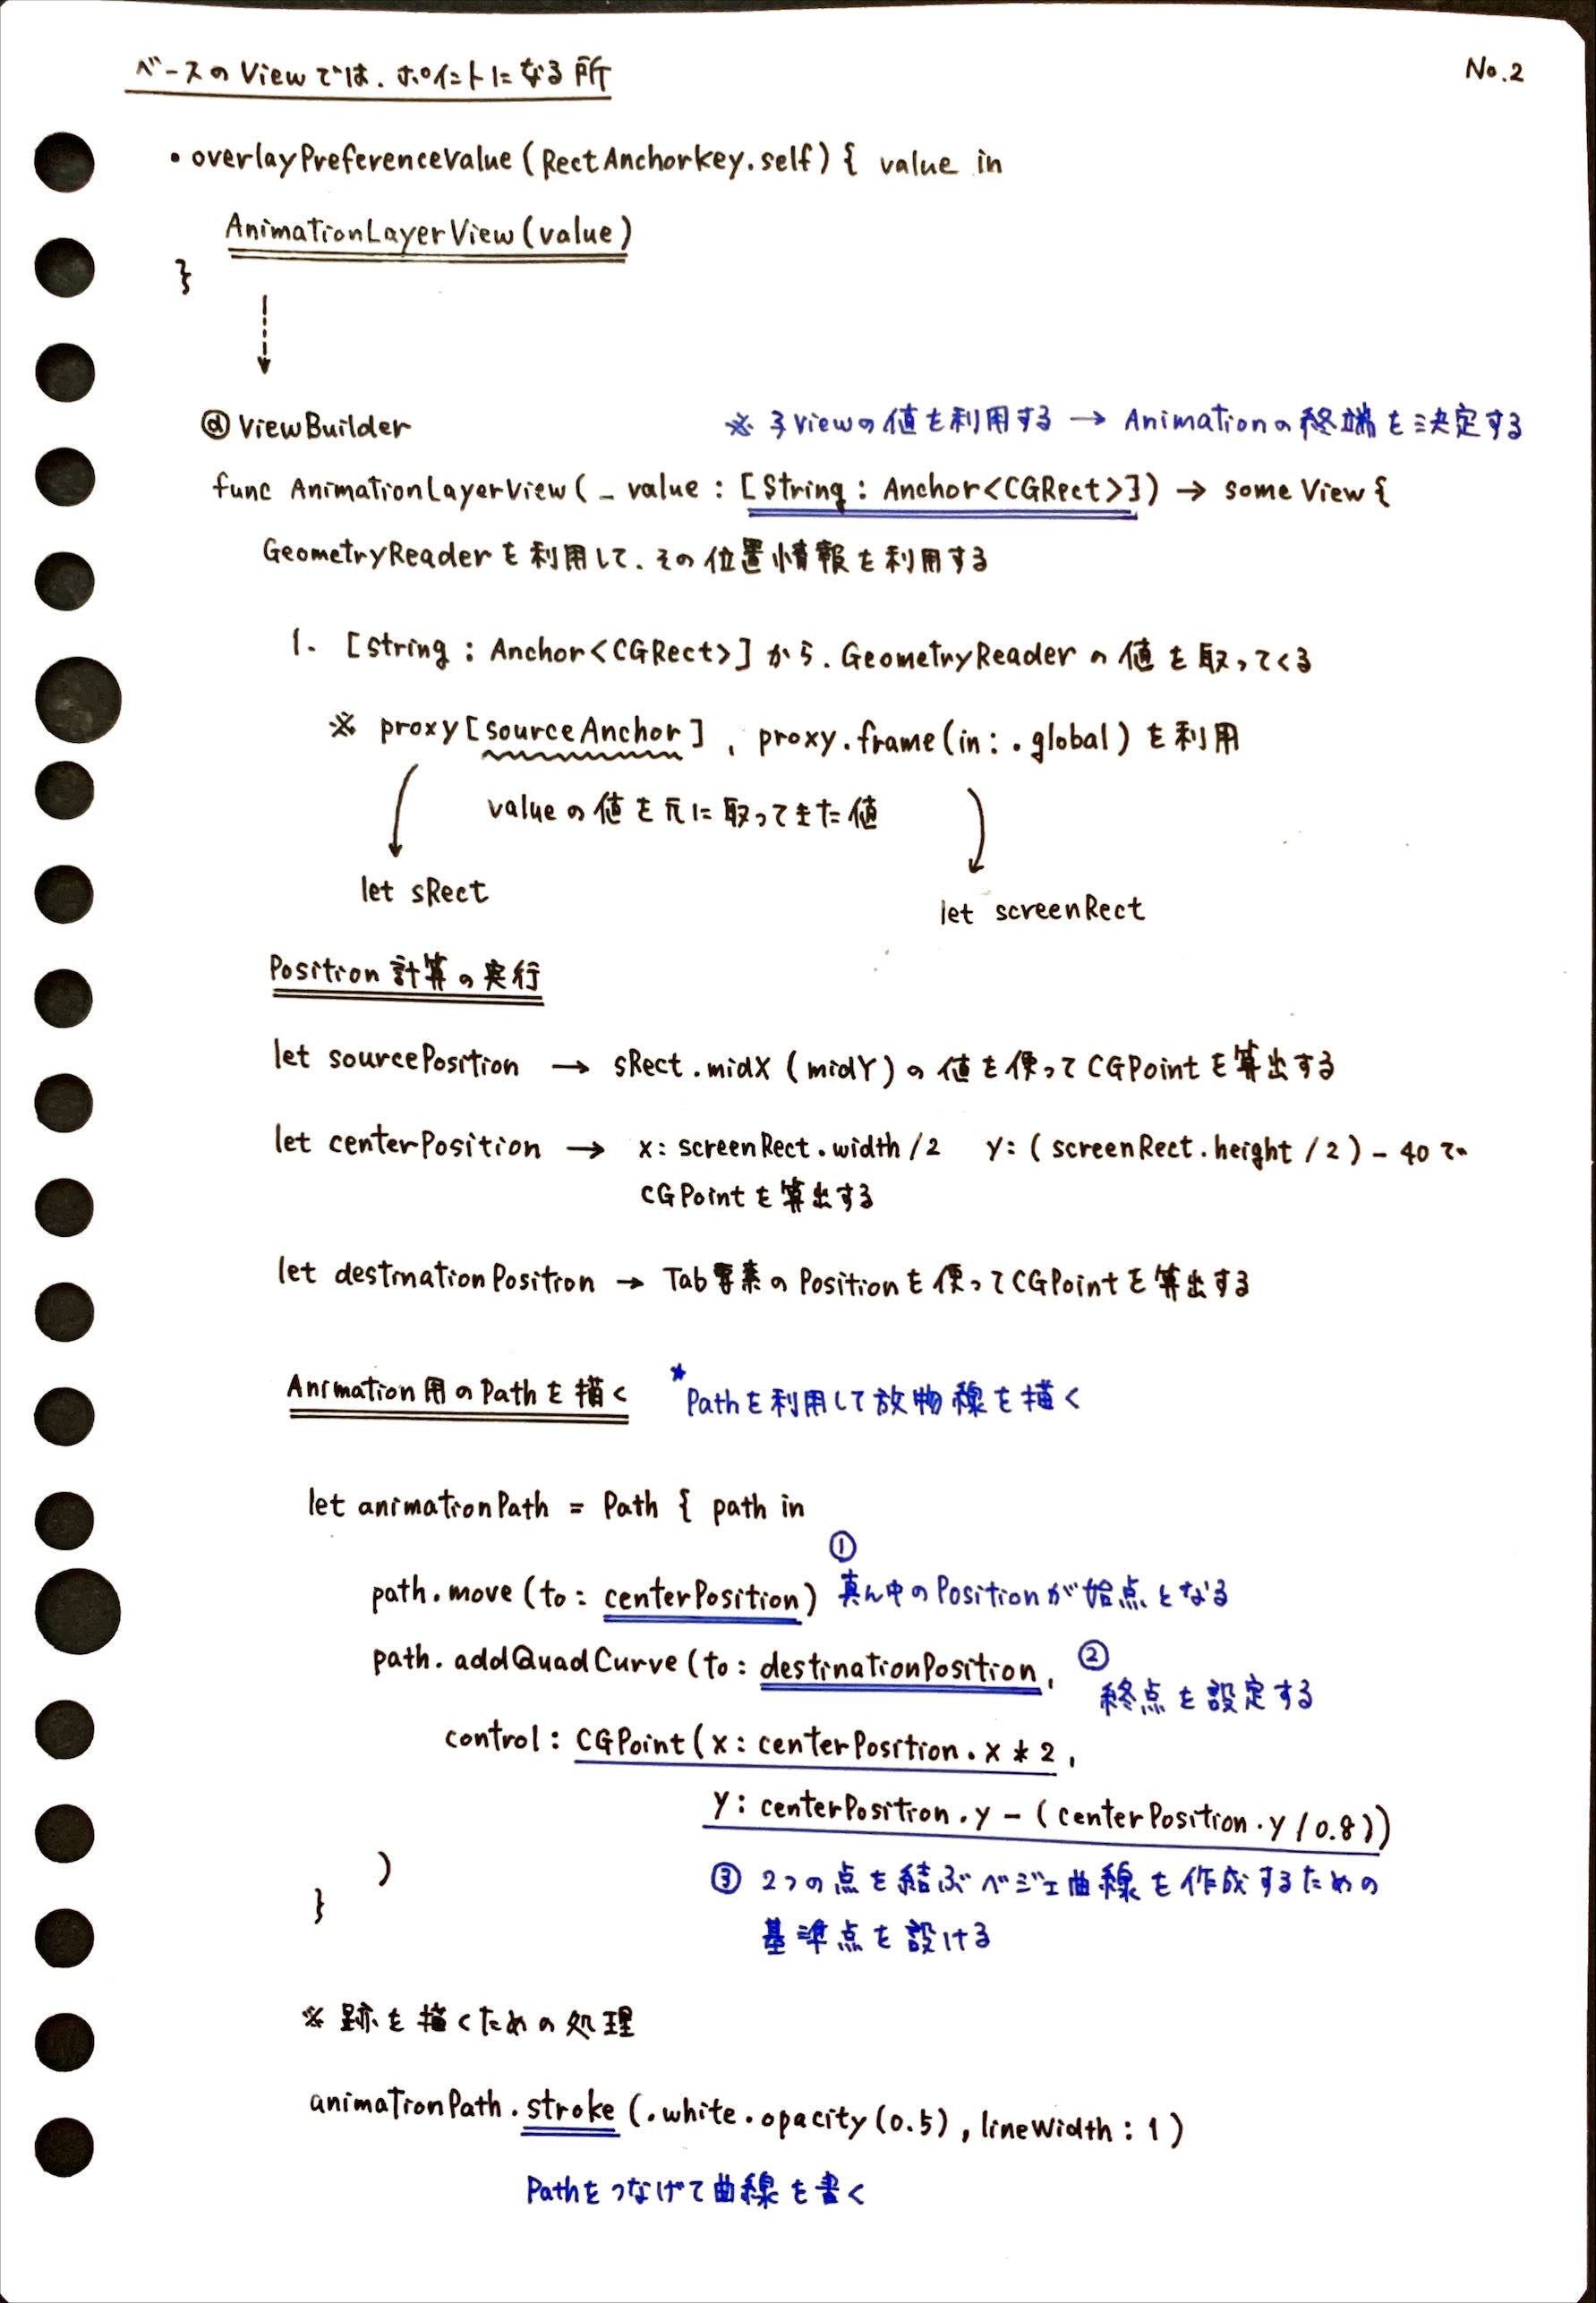 ベースのViewでは、ポイントになる所
No.2
・overlayPreferenceValue (RectAnchorkey.self) { value in
AnimationLayerView (value)
}
@ViewBuilder
※ 子Viewの値を利用する → Animationの終端を決定する
func AnimationLayerView ( _ value : [String : Anchor<CGRect>]) → some View {
GeometryReaderを利用して、その位置情報を利用する
1. [String : Anchor<CGRect>] から、GeometryReaderの値を取ってくる
※ proxy [sourceAnchor] , proxy.frame(in: .global) を利用
valueの値を元に取ってきた値
let sRect
let screenRect
Position計算の実行
let sourcePosition → sRect.midX (midY) の値を使ってCGPointを算出する
let centerPosition → x: screenRect.width/2 y: (screenRect.height / 2) - 40で
CGPointを算出する
let destinationPosition → Tab要素のPositionを使ってCGPointを算出する
Animation用のPathを描く ★Pathを利用して放物線を描く
let animationPath = Path { path in
①
path.move (to: centerPosition) 真ん中のPositionが始点となる
path.addQuadCurve (to: destinationPosition, ②
終点を設定する
control: CGPoint (x: centerPosition.x * 2,
y: centerPosition.y - (centerPosition.y / 0.8))
)
③ 2つの点を結ぶベジェ曲線を作成するための
}
基準点を設ける
※ 跡を描くための処理
animationPath.stroke (.white.opacity(0.5), lineWidth: 1)
Pathをつなげて曲線を書く